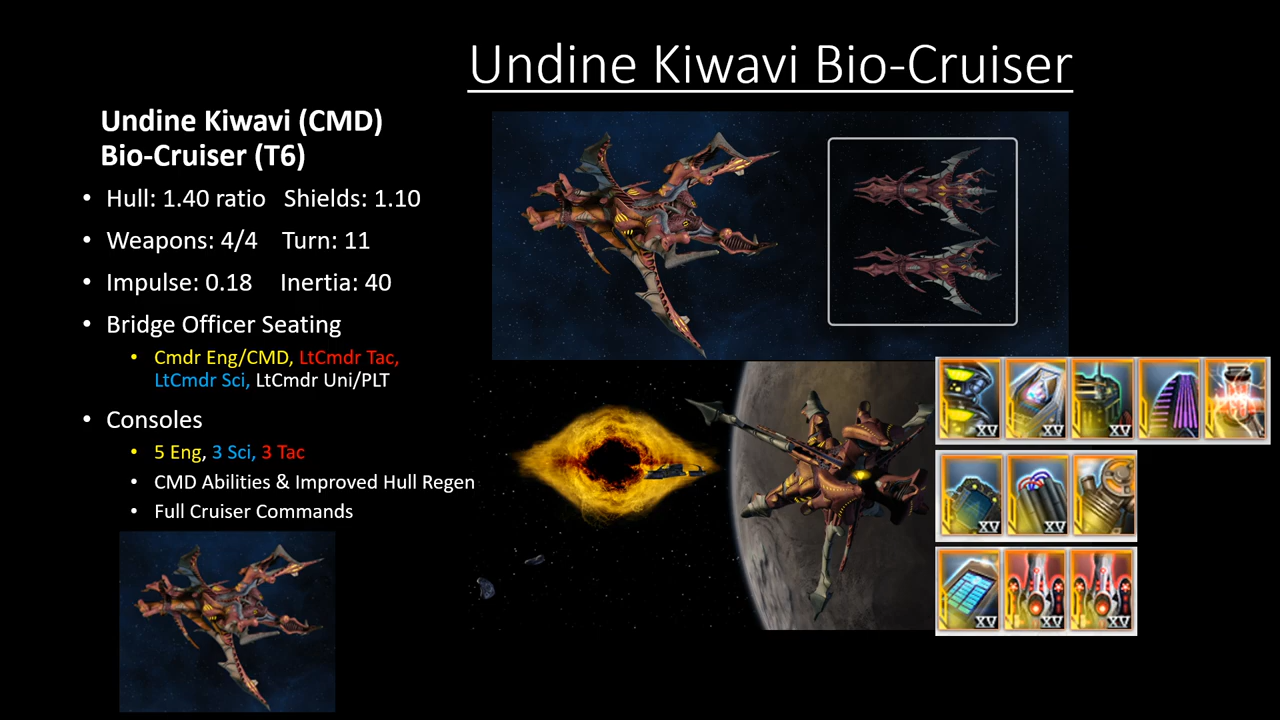 Undine Kiwavi Bio-Cruiser
Undine Kiwavi (CMD)
Bio-Cruiser (T6)
• Hull: 1.40 ratio Shields: 1.10
• Weapons: 4/4 Turn: 11
• Impulse: 0.18 Inertia: 40
• Bridge Officer Seating
• Cmdr Eng/CMD, LtCmdr Tac,
LtCmdr Sci, LtCmdr Uni/PLT
• Consoles
• 5 Eng, 3 Sci, 3 Tac
• CMD Abilities & Improved Hull Regen
• Full Cruiser Commands
XV XV XV XV
XV XV
XV XV XV